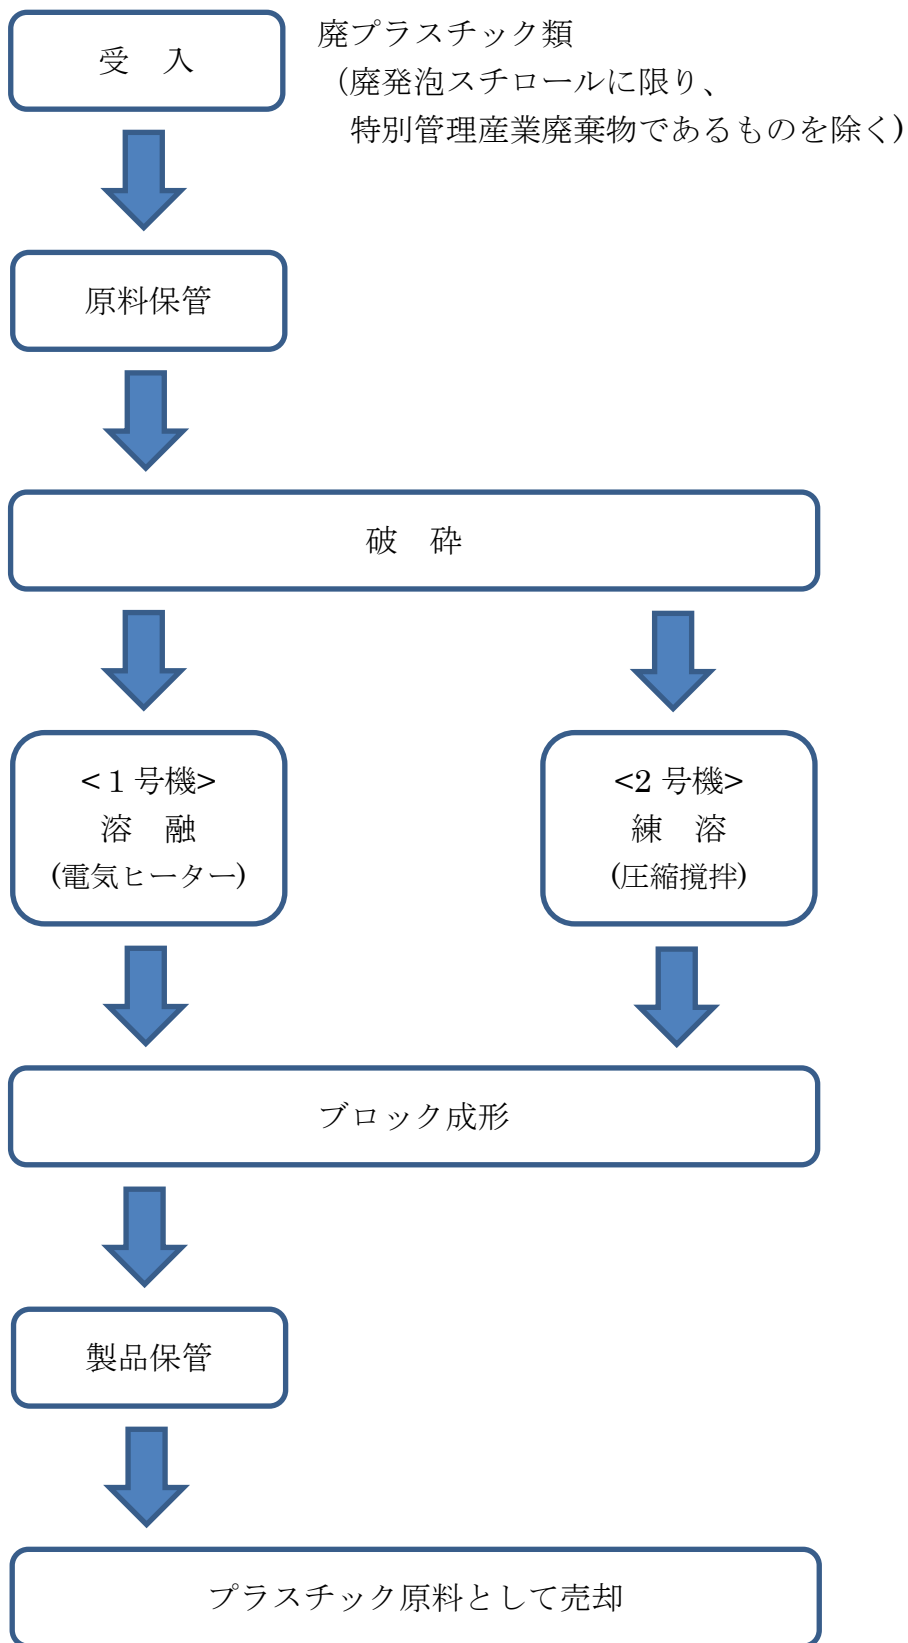 受　入
廃プラスチック類
（廃発泡スチロールに限り、
特別管理産業廃棄物であるものを除く）
原料保管
破　砕
<１号機>
溶　融
(電気ヒーター)
<2 号機>
練　溶
(圧縮撹拌)
ブロック成形
製品保管
プラスチック原料として売却